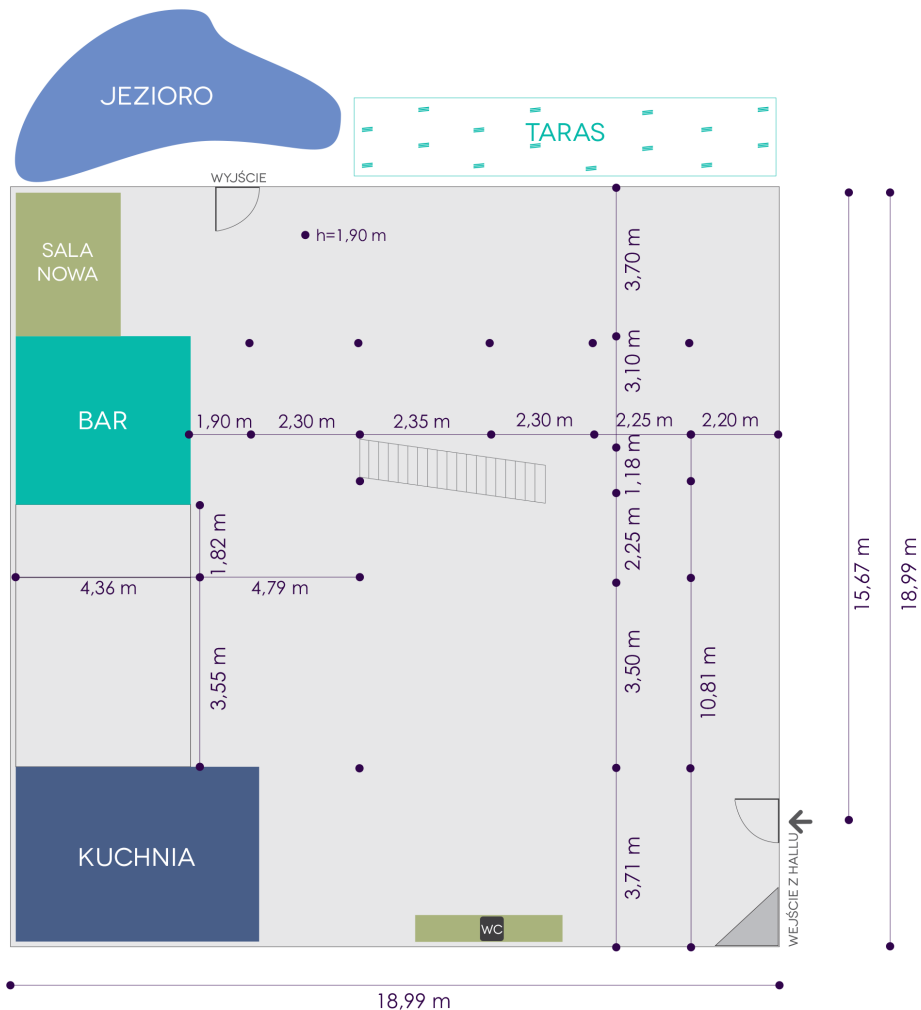 JEZIORO
TARAS
WYJŚCIE
SALA
NOWA
h=1,90 m
3,70 m
3,10 m
BAR
1,90 m
2,30 m
2,35 m
2,30 m
2,25 m
2,20 m
1,18 m
1,82 m
2,25 m
15,67 m
18,99 m
4,36 m
4,79 m
3,55 m
3,50 m
10,81 m
KUCHNIA
3,71 m
WEJŚCIE Z HALLU
WC
18,99 m